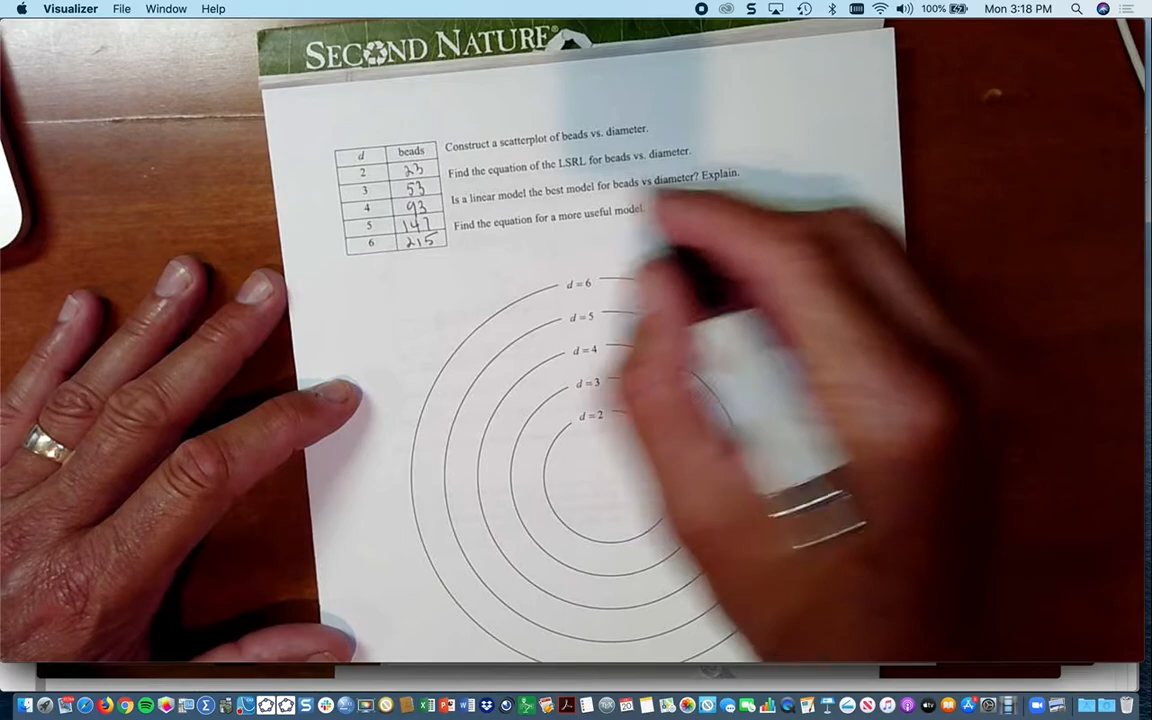 Visualizer File Window Help 100% Mon 3:18 PM
SECOND NATURE®
Construct a scatterplot of beads vs. diameter.
d beads
Find the equation of the LSRL for beads vs. diameter.
2 23
3 53
Is a linear model the best model for beads vs diameter? Explain.
4 93
Find the equation for a more useful model.
5 147
6 215
d = 6
d = 5
d = 4
d = 3
d = 2